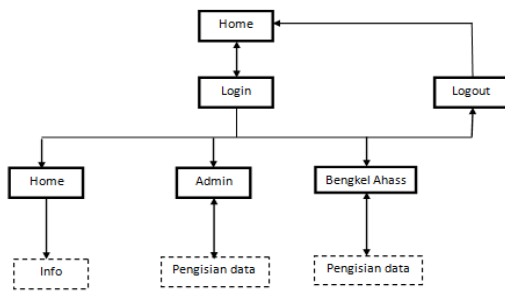 Home
Login
Logout
Home
Admin
Bengkel Ahass
Info
Pengisian data
Pengisian data